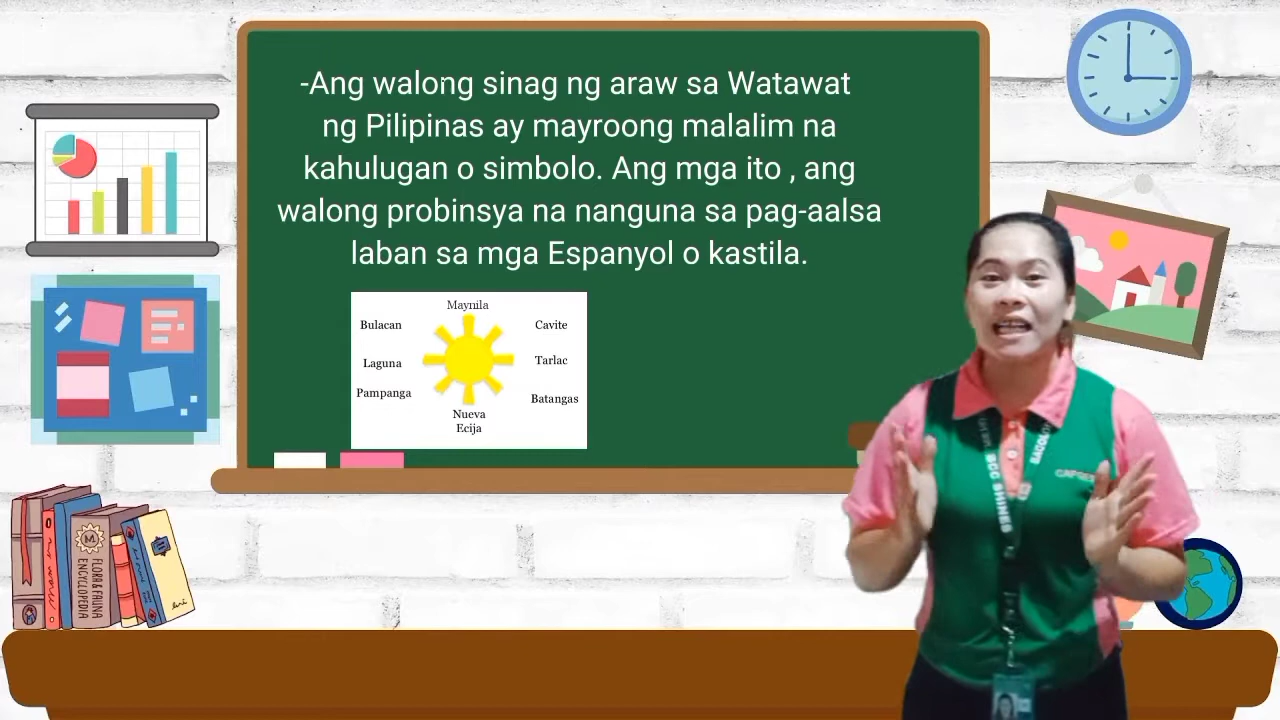 -Ang walong sinag ng araw sa Watawat
ng Pilipinas ay mayroong malalim na
kahulugan o simbolo. Ang mga ito , ang
walong probinsya na nanguna sa pag-aalsa
laban sa mga Espanyol o kastila.
Maynila
Bulacan
Cavite
Laguna
Tarlac
Pampanga
Batangas
Nueva
Ecija
FLORA & FAUNA
ENCYCLOPEDIA
M
BCC SHINES